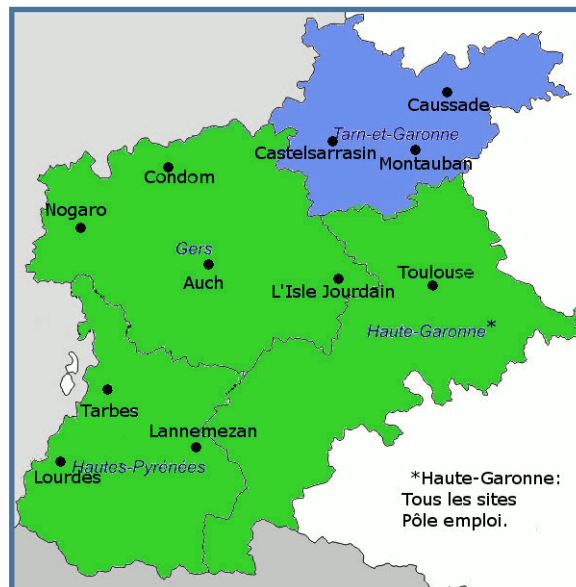 Caussade
Tarn-et-Garonne
Castelsarrasin
Montauban
Condom
Nogaro
Gers
Auch
L'Isle Jourdain
Toulouse
Haute-Garonne*
Tarbes
Lannemezan
Hautes-Pyrénées
Lourdes
*Haute-Garonne:
Tous les sites
Pôle emploi.